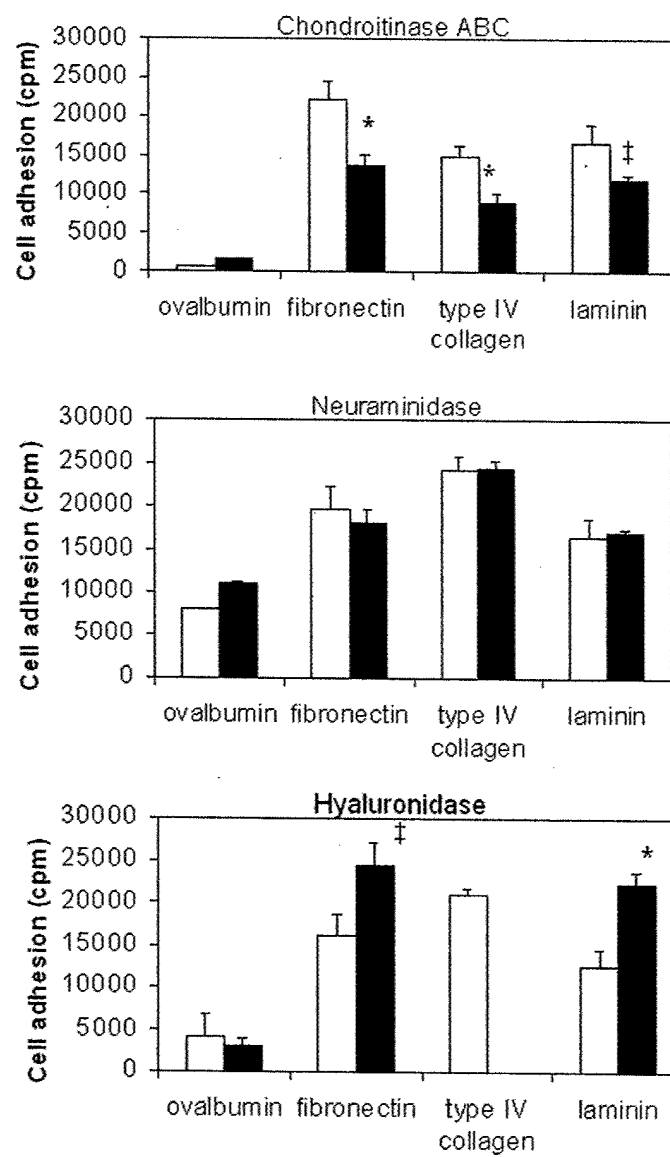 Chondroitinase ABC
Cell adhesion (cpm)
30000
25000
20000
15000
10000
5000
0
*
*
‡
ovalbumin fibronectin type IV collagen laminin
Neuraminidase
Cell adhesion (cpm)
30000
25000
20000
15000
10000
5000
0
ovalbumin fibronectin type IV collagen laminin
Hyaluronidase
Cell adhesion (cpm)
30000
25000
20000
15000
10000
5000
0
‡
*
ovalbumin fibronectin type IV collagen laminin